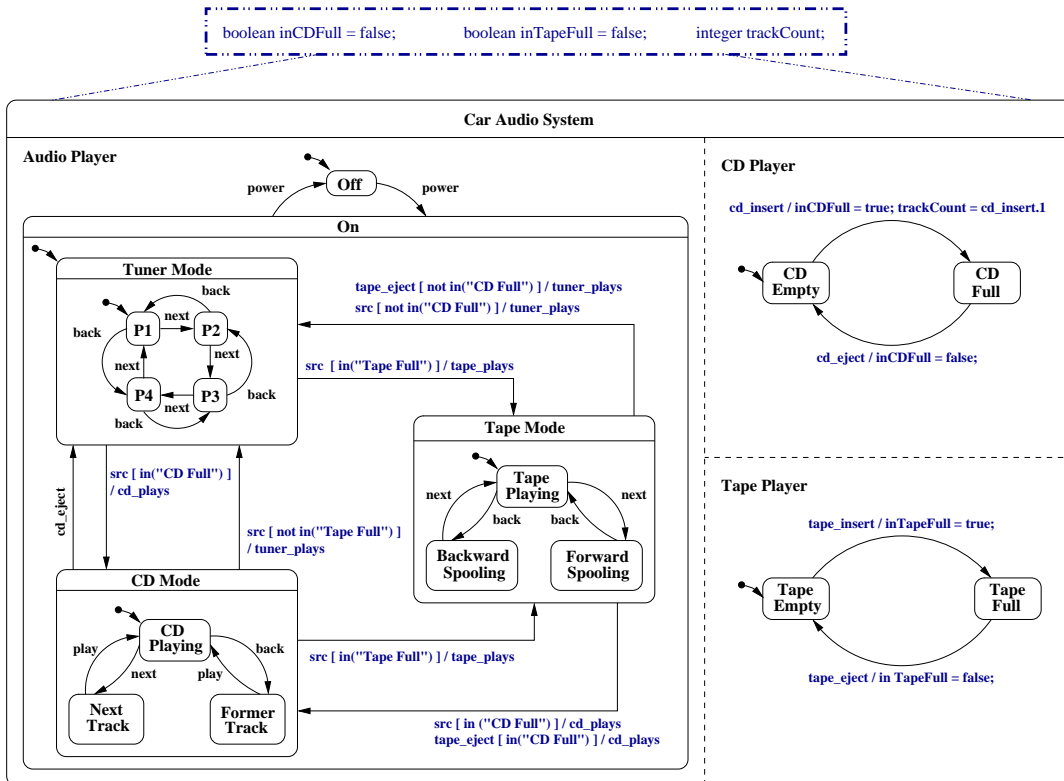 boolean inCDFull = false; boolean inTapeFull = false; integer trackCount;
Car Audio System
Audio Player
Off
power
power
On
Tuner Mode
back
P1
next
P2
back
next
next
back
P4
next
P3
back
tape_eject [ not in("CD Full") ] / tuner_plays
src [ not in("CD Full") ] / tuner_plays
src [ in("Tape Full") ] / tape_plays
Tape Mode
Tape
Playing
next
next
back
back
Backward
Spooling
Forward
Spooling
cd_eject
src [ in("CD Full") ]
/ cd_plays
src [ not in("Tape Full") ]
/ tuner_plays
CD Mode
CD
Playing
play
back
next
play
Next
Track
Former
Track
src [ in("Tape Full") ] / tape_plays
src [ in ("CD Full") ] / cd_plays
tape_eject [ in("CD Full") ] / cd_plays
CD Player
cd_insert / inCDFull = true; trackCount = cd_insert.1
CD
Empty
CD
Full
cd_eject / inCDFull = false;
Tape Player
tape_insert / inTapeFull = true;
Tape
Empty
Tape
Full
tape_eject / in TapeFull = false;